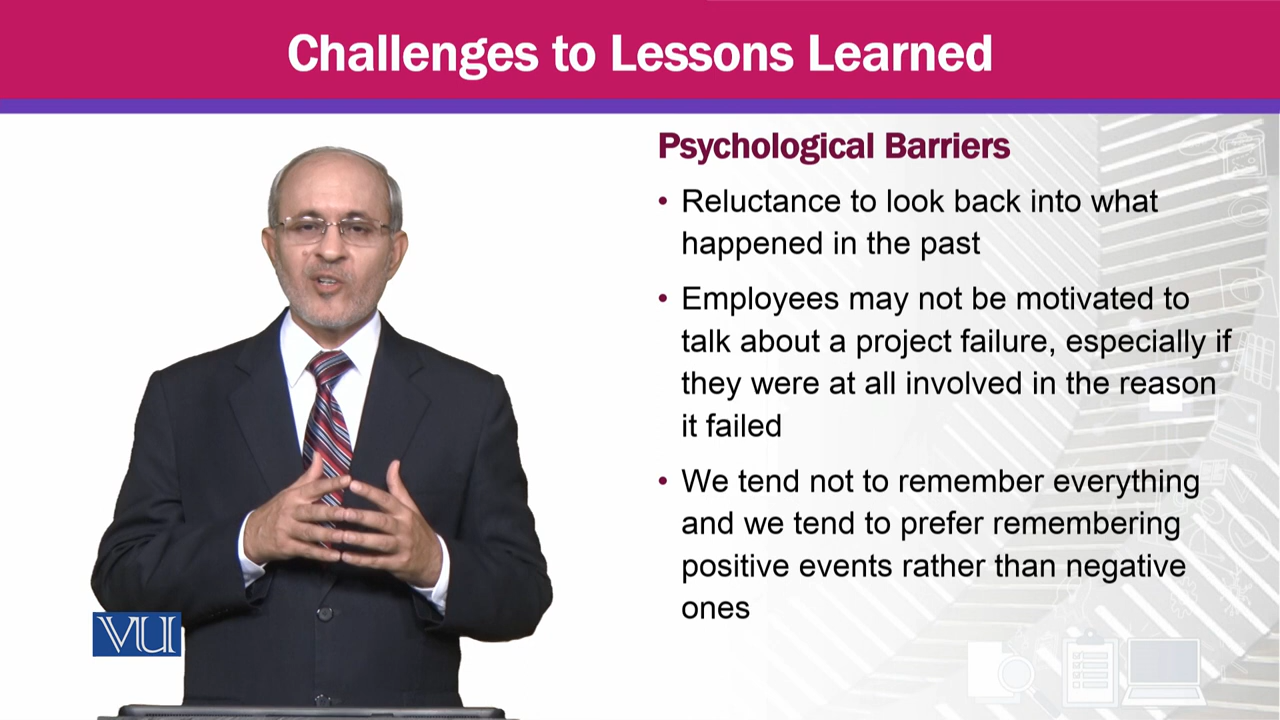 Challenges to Lessons Learned
Psychological Barriers
• Reluctance to look back into what
happened in the past
• Employees may not be motivated to
talk about a project failure, especially if
they were at all involved in the reason
it failed
• We tend not to remember everything
and we tend to prefer remembering
positive events rather than negative
ones
VU